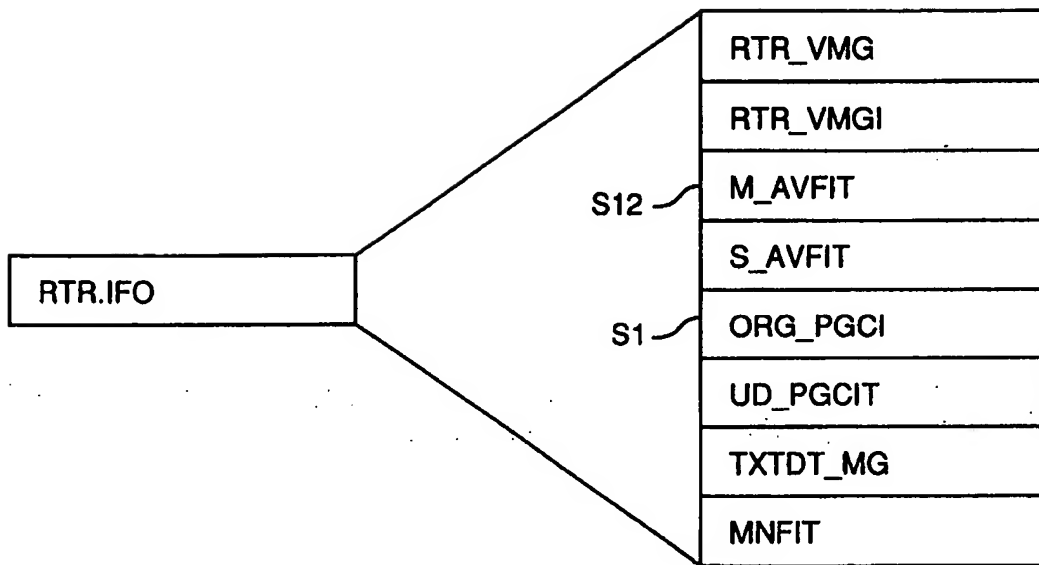 RTR.IFO
RTR_VMG
RTR_VMGI
S12
M_AVFIT
S_AVFIT
S1
ORG_PGCI
UD_PGCIT
TXTDT_MG
MNFIT